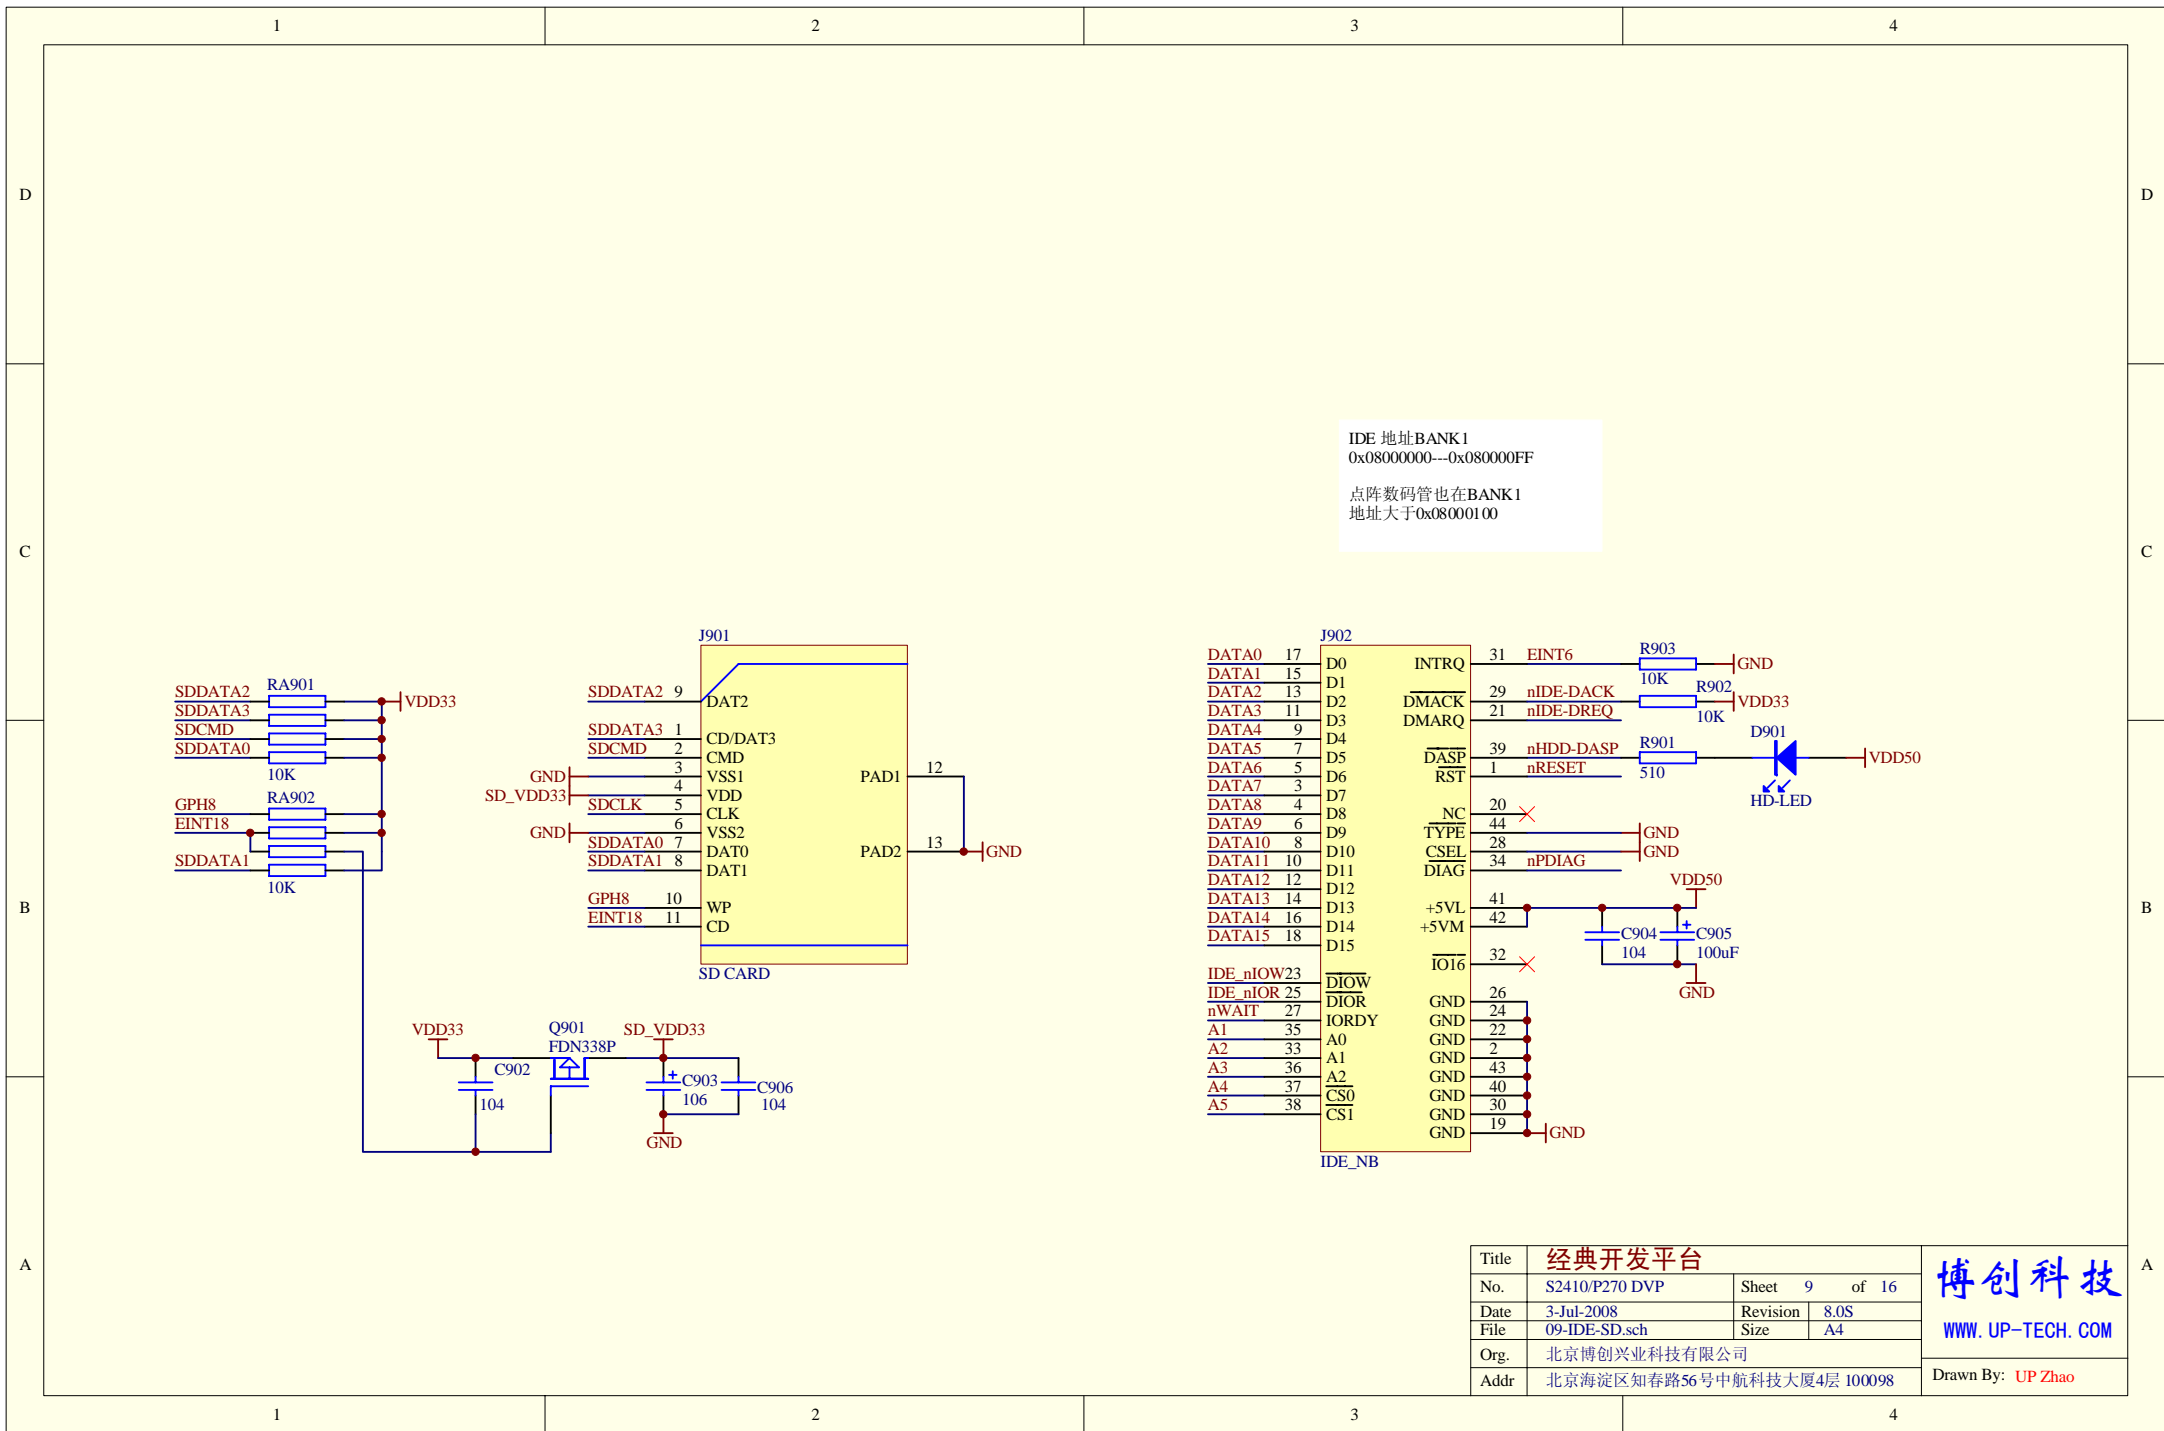 1 2 3 4
D D
C C
B B
A A
IDE 地址BANK1
0x08000000---0x080000FF
点阵数码管也在BANK1
地址大于0x08000100
SDDATA2 RA901 VDD33
SDDATA3
SDCMD
SDDATA0
10K
GPH8 RA902
EINT18
SDDATA1
10K
J901
SDDATA2 9 DAT2
SDDATA3 1 CD/DAT3
SDCMD 2 CMD
GND 3 VSS1
SD_VDD33 4 VDD
SDCLK 5 CLK
GND 6 VSS2
SDDATA0 7 DAT0
SDDATA1 8 DAT1
GPH8 10 WP
EINT18 11 CD
PAD1 12
PAD2 13 GND
SD CARD
VDD33 Q901 SD_VDD33
FDN338P
C902
104
C903
106
C906
104
GND
J902
DATA0 17 D0
DATA1 15 D1
DATA2 13 D2
DATA3 11 D3
DATA4 9 D4
DATA5 7 D5
DATA6 5 D6
DATA7 3 D7
DATA8 4 D8
DATA9 6 D9
DATA10 8 D10
DATA11 10 D11
DATA12 12 D12
DATA13 14 D13
DATA14 16 D14
DATA15 18 D15
IDE_nIOW 23 DIOW
IDE_nIOR 25 DIOR
nWAIT 27 IORDY
A1 35 A0
A2 33 A1
A3 36 A2
A4 37 CS0
A5 38 CS1
IDE_NB
INTRQ 31 EINT6 R903 10K GND
DMACK 29 nIDE-DACK R902 10K VDD33
DMARQ 21 nIDE-DREQ
DASP 39 nHDD-DASP R901 510 D901 HD-LED VDD50
RST 1 nRESET
NC 20
TYPE 44 GND
CSEL 28 GND
DIAG 34 nPDIAG
VDD50
+5VL 41
+5VM 42
C904
104
C905
100uF
GND
IO16 32
GND 26
GND 24
GND 22
GND 2
GND 43
GND 40
GND 30
GND 19 GND
Title 经典开发平台
No. S2410/P270 DVP Sheet 9 of 16
Date 3-Jul-2008 Revision 8.0S
File 09-IDE-SD.sch Size A4
Org. 北京博创兴业科技有限公司
Addr 北京海淀区知春路56号中航科技大厦4层 100098
博创科技
WWW.UP-TECH.COM
Drawn By: UP Zhao
1 2 3 4